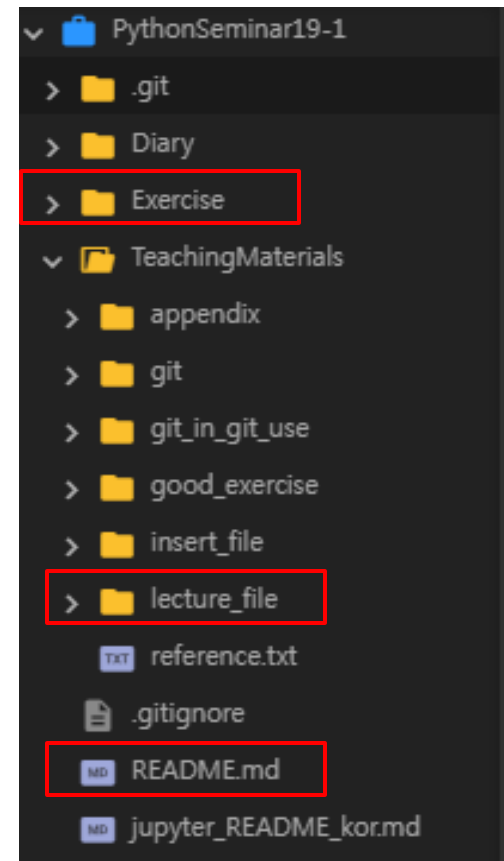 PythonSeminar19-1
.git
Diary
Exercise
TeachingMaterials
appendix
git
git_in_git_use
good_exercise
insert_file
lecture_file
TXT reference.txt
.gitignore
MD README.md
MD jupyter_README_kor.md